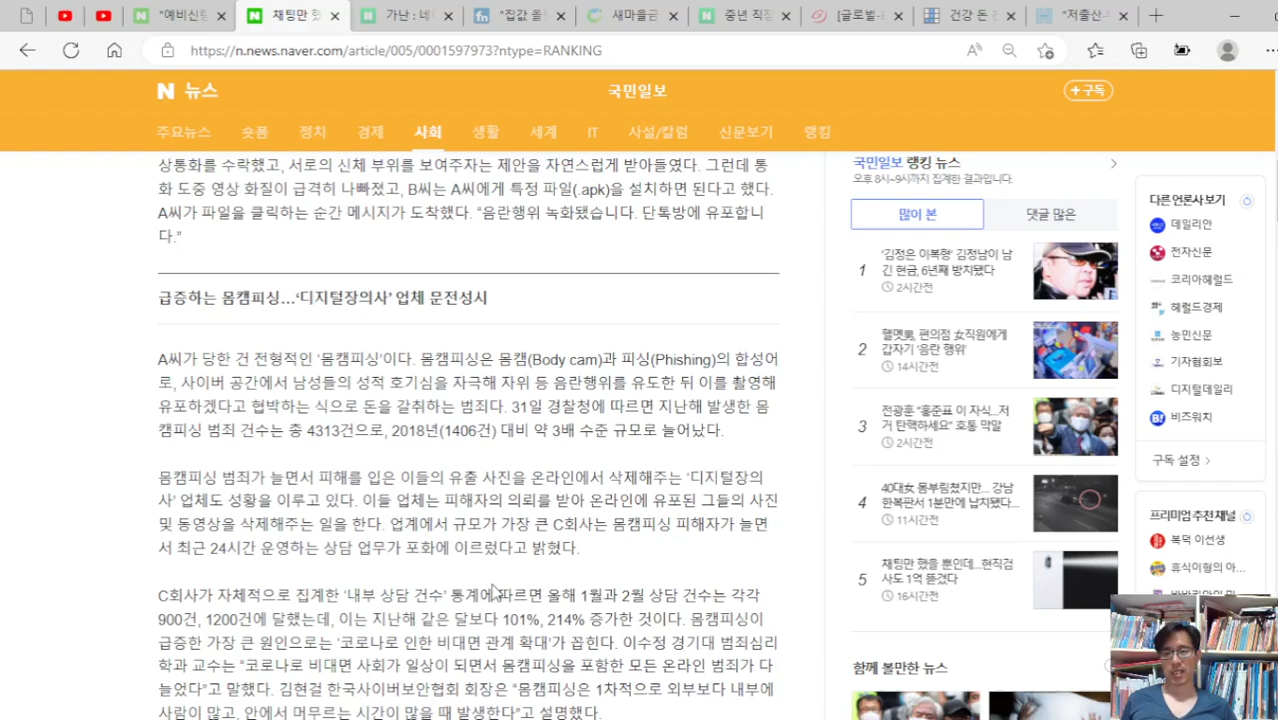 "예비신랑
채팅만 했
가난 : 네
"집값 올
새마을금
중년 직장
[글로벌
건강 돈
"저출산
https://n.news.naver.com/article/005/0001597973?ntype=RANKING
N 뉴스
국민일보
+ 구독
주요뉴스 숏폼 정치 경제 사회 생활 세계 IT 사설/칼럼 신문보기 랭킹
상통화를 수락했고, 서로의 신체 부위를 보여주자는 제안을 자연스럽게 받아들였다. 그런데 통
화 도중 영상 화질이 급격히 나빠졌고, B씨는 A씨에게 특정 파일(.apk)을 설치하면 된다고 했다.
A씨가 파일을 클릭하는 순간 메시지가 도착했다. "음란행위 녹화됐습니다. 단톡방에 유포합니
다."
급증하는 몸캠피싱…'디지털장의사' 업체 문전성시
A씨가 당한 건 전형적인 '몸캠피싱'이다. 몸캠피싱은 몸캠(Body cam)과 피싱(Phishing)의 합성어
로, 사이버 공간에서 남성들의 성적 호기심을 자극해 자위 등 음란행위를 유도한 뒤 이를 촬영해
유포하겠다고 협박하는 식으로 돈을 갈취하는 범죄다. 31일 경찰청에 따르면 지난해 발생한 몸
캠피싱 범죄 건수는 총 4313건으로, 2018년(1406건) 대비 약 3배 수준 규모로 늘어났다.
몸캠피싱 범죄가 늘면서 피해를 입은 이들의 유출 사진을 온라인에서 삭제해주는 '디지털장의
사' 업체도 성황을 이루고 있다. 이들 업체는 피해자의 의뢰를 받아 온라인에 유포된 그들의 사진
및 동영상을 삭제해주는 일을 한다. 업계에서 규모가 가장 큰 C회사는 몸캠피싱 피해자가 늘면
서 최근 24시간 운영하는 상담 업무가 포화에 이르렀다고 밝혔다.
C회사가 자체적으로 집계한 '내부 상담 건수' 통계에 따르면 올해 1월과 2월 상담 건수는 각각
900건, 1200건에 달했는데, 이는 지난해 같은 달보다 101%, 214% 증가한 것이다. 몸캠피싱이
급증한 가장 큰 원인으로는 '코로나로 인한 비대면 관계 확대'가 꼽힌다. 이수정 경기대 범죄심리
학과 교수는 "코로나로 비대면 사회가 일상이 되면서 몸캠피싱을 포함한 모든 온라인 범죄가 다
늘었다"고 말했다. 김현걸 한국사이버보안협회 회장은 "몸캠피싱은 1차적으로 외부보다 내부에
사람이 많고, 안에서 머무르는 시간이 많을 때 발생한다"고 설명했다.
국민일보 랭킹 뉴스
오후 8시~9시까지 집계한 결과입니다.
많이 본
댓글 많은
1
'김정은 이복형' 김정남이 남
긴 현금, 6년째 방치됐다
2시간전
2
헬멧男, 편의점 女직원에게
갑자기 '음란 행위'
14시간전
3
전광훈 "홍준표 이 자식…저
거 탄핵하세요" 호통 막말
2시간전
4
40대女 몸부림쳤지만… 강남
한복판서 1분만에 납치됐다…
11시간전
5
채팅만 했을 뿐인데…현직검
사도 1억 뜯겼다
16시간전
함께 볼만한 뉴스
다른 언론사 보기
데일리안
전자신문
코리아헤럴드
헤럴드경제
농민신문
기자협회보
디지털데일리
비즈워치
구독 설정
프리미엄 추천 채널
복덕 이선생
휴식이형의 아…